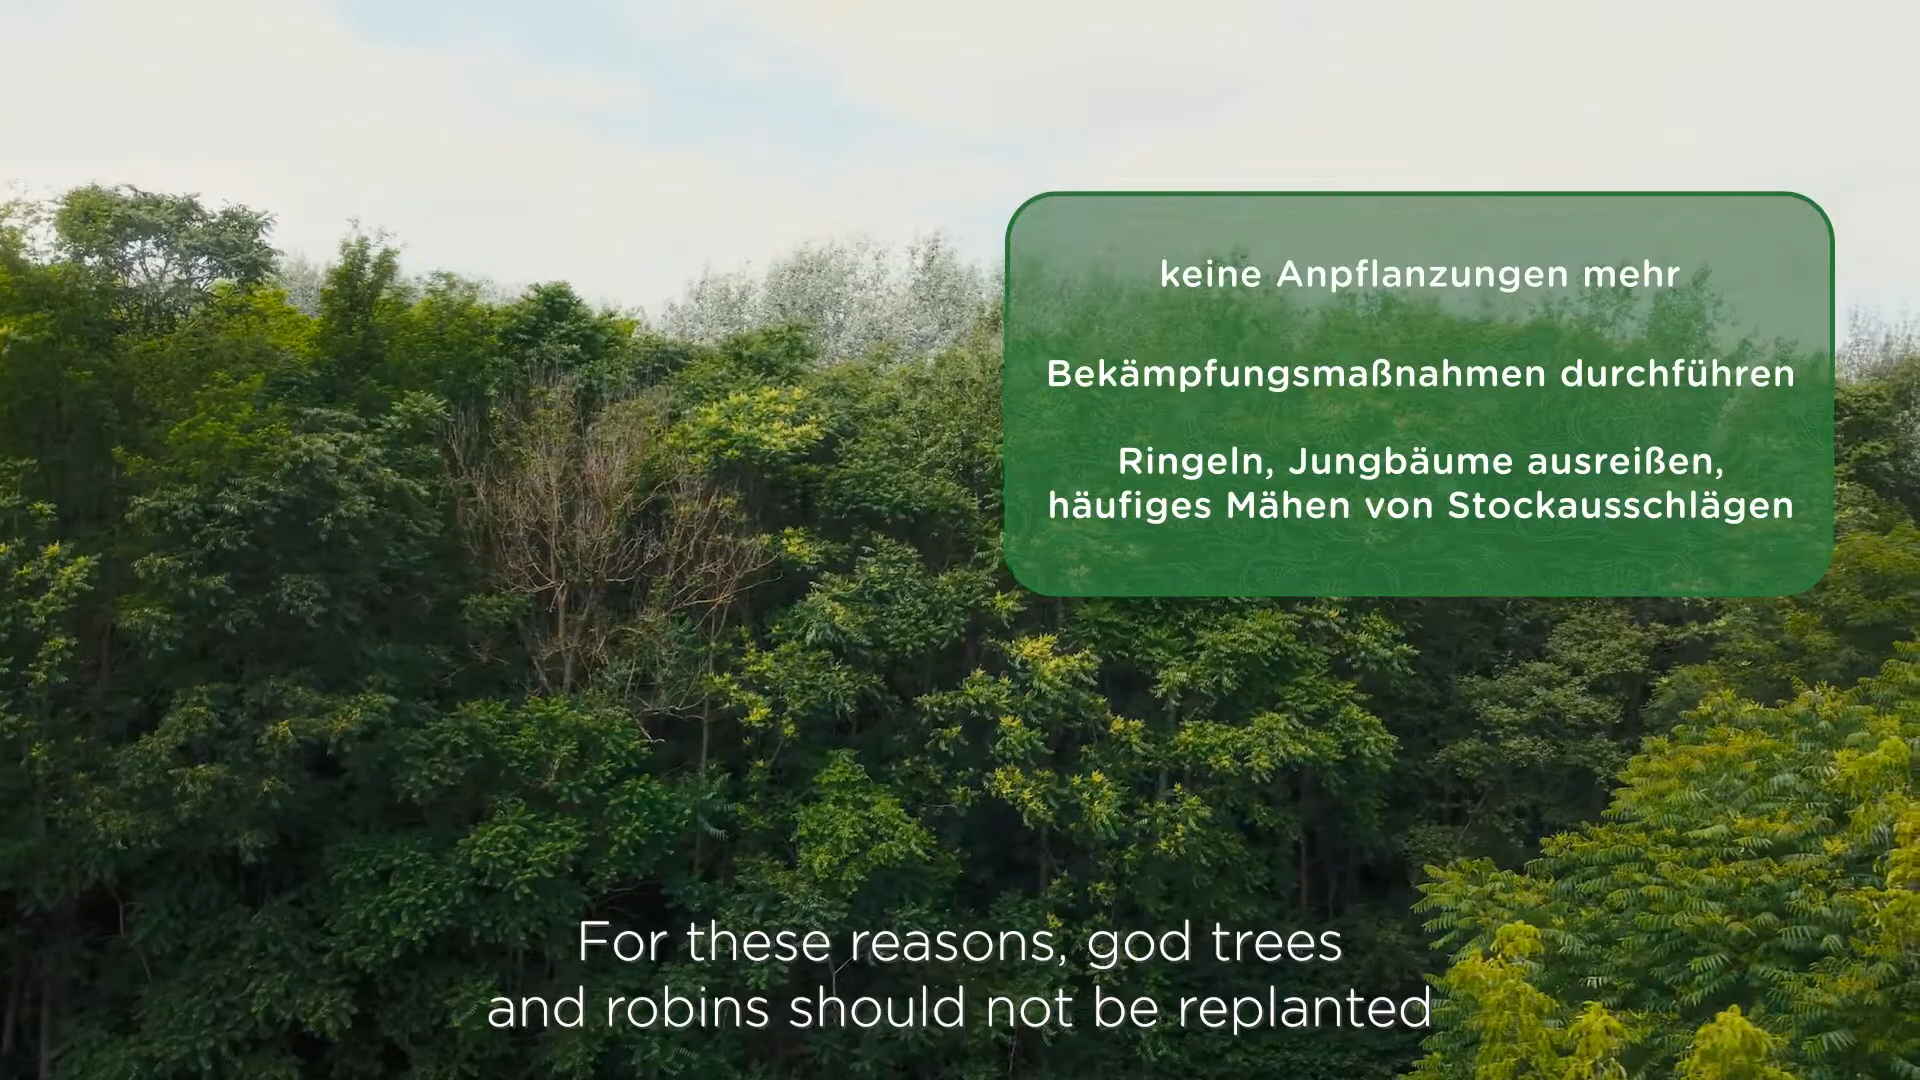 keine Anpflanzungen mehr
Bekämpfungsmaßnahmen durchführen
Ringeln, Jungbäume ausreißen,
häufiges Mähen von Stockausschlägen
For these reasons, god trees
and robins should not be replanted